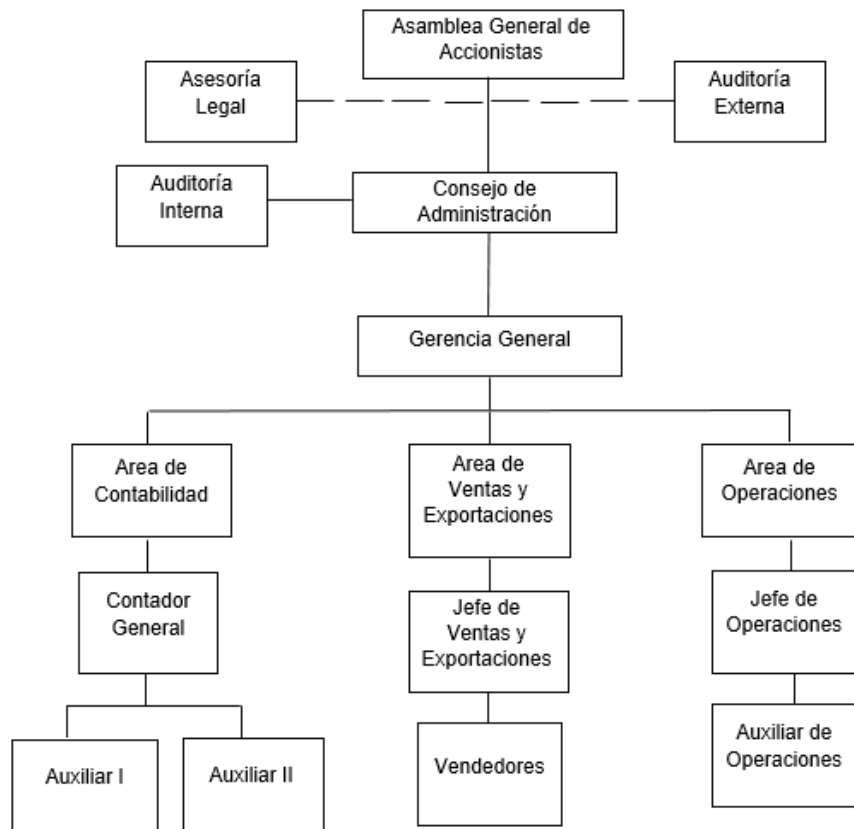 Asamblea General de
Accionistas
Asesoría
Legal
Auditoría
Externa
Auditoría
Interna
Consejo de
Administración
Gerencia General
Area de
Contabilidad
Area de
Ventas y
Exportaciones
Area de
Operaciones
Contador
General
Jefe de
Ventas y
Exportaciones
Jefe de
Operaciones
Auxiliar I
Auxiliar II
Vendedores
Auxiliar de
Operaciones